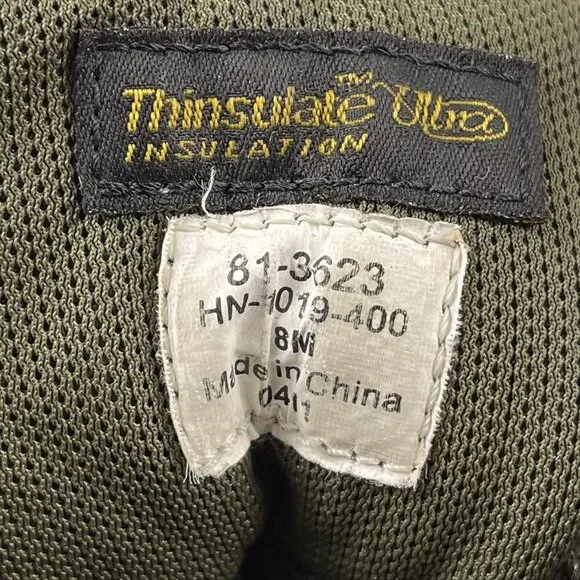 Thinsulate™ Ultra
INSULATION
81-3623
HN-1019-400
8M
Made in China
0411